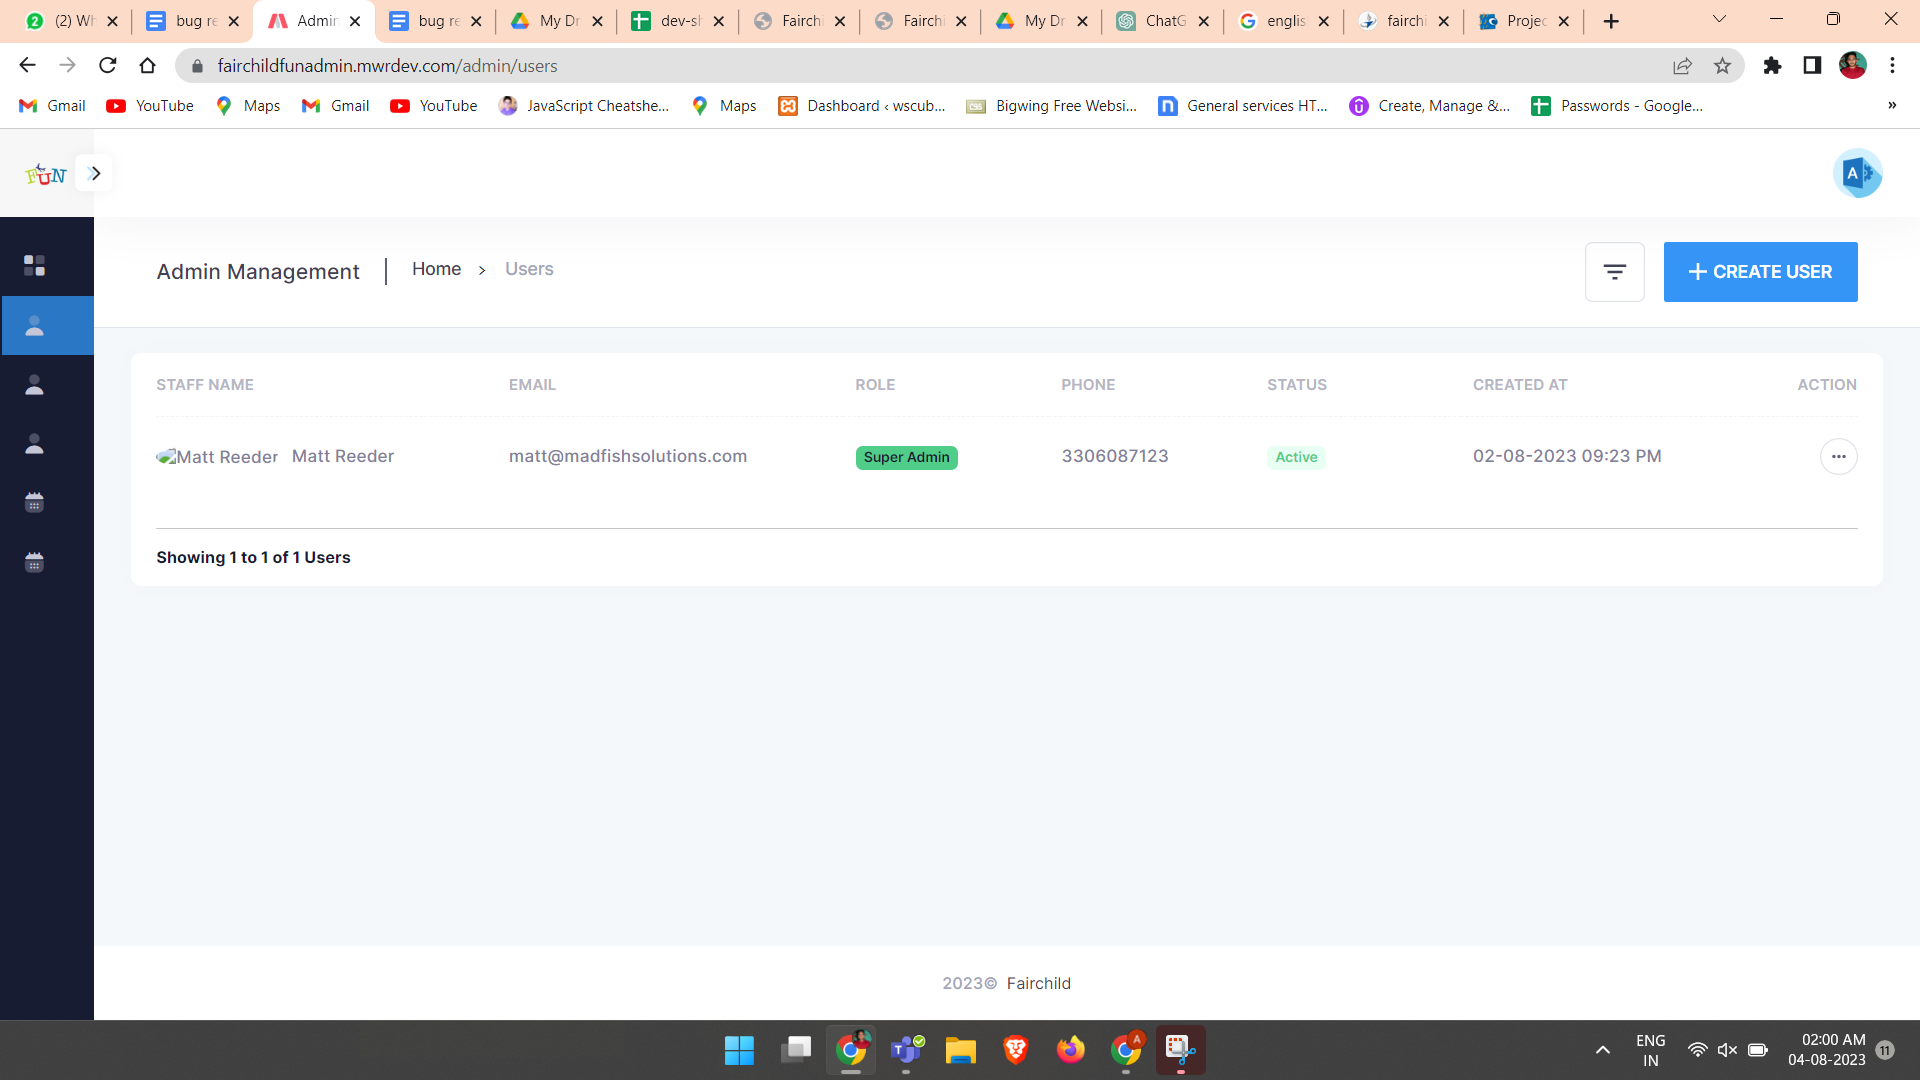 (2) Wh
bug re
Admin
bug re
My Dr
dev-sh
Fairchi
Fairchi
My Dr
ChatG
englis
fairchi
Projec
fairchildfunadmin.mwrdev.com/admin/users
Gmail
YouTube
Maps
Gmail
YouTube
JavaScript Cheatshe...
Maps
Dashboard ‹ wscub...
Bigwing Free Websi...
General services HT...
Create, Manage &...
Passwords - Google...
»
FUN
Admin Management
Home > Users
+ CREATE USER
STAFF NAME EMAIL ROLE PHONE STATUS CREATED AT ACTION
Matt Reeder Matt Reeder matt@madfishsolutions.com Super Admin 3306087123 Active 02-08-2023 09:23 PM
Showing 1 to 1 of 1 Users
2023© Fairchild
ENG
IN
02:00 AM
04-08-2023
11